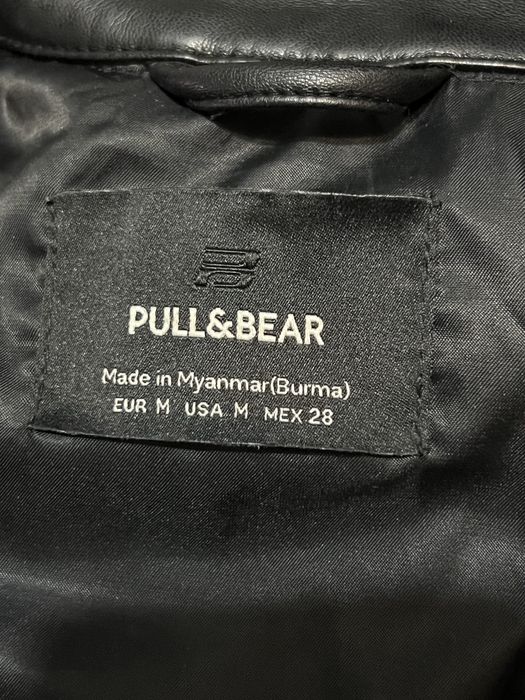 PULL&BEAR
Made in Myanmar(Burma)
EUR M USA M MEX 28